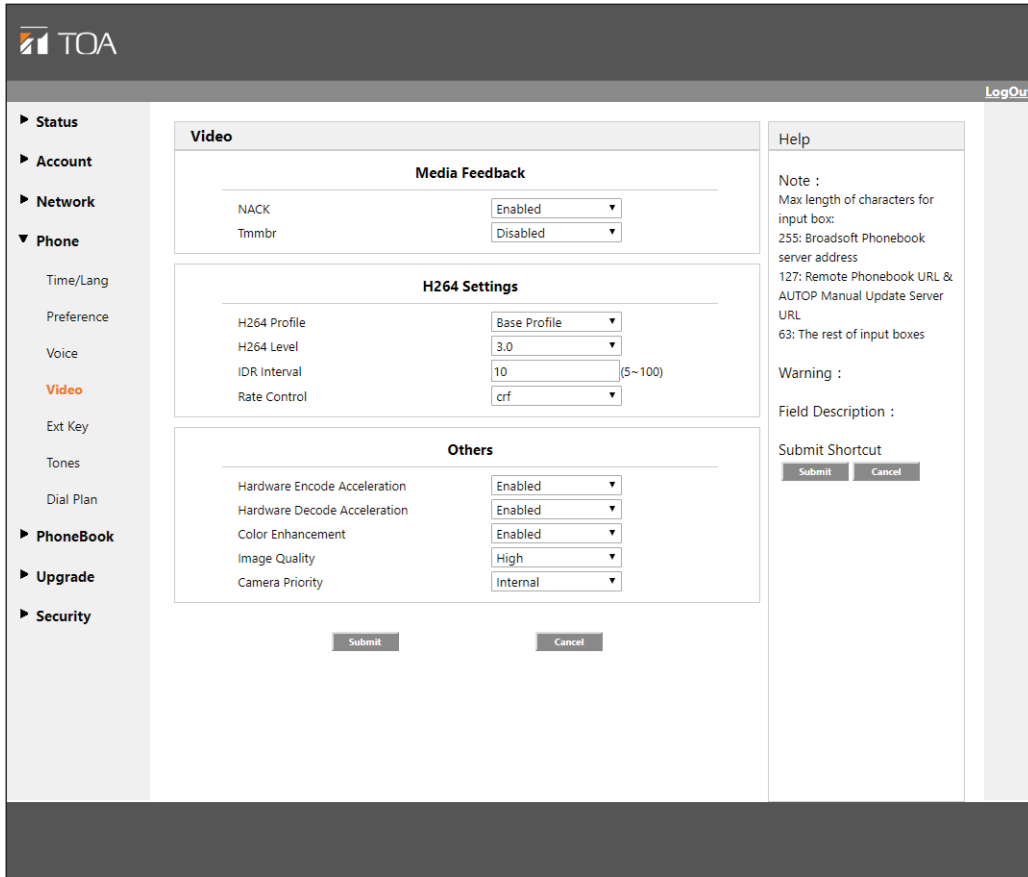 TOA
LogOu
Status
Account
Network
Phone
Time/Lang
Preference
Voice
Video
Ext Key
Tones
Dial Plan
PhoneBook
Upgrade
Security
Video
Media Feedback
NACK Enabled
Tmmbr Disabled
H264 Settings
H264 Profile Base Profile
H264 Level 3.0
IDR Interval 10 (5~100)
Rate Control crf
Others
Hardware Encode Acceleration Enabled
Hardware Decode Acceleration Enabled
Color Enhancement Enabled
Image Quality High
Camera Priority Internal
Submit Cancel
Help
Note :
Max length of characters for
input box:
255: Broadsoft Phonebook
server address
127: Remote Phonebook URL &
AUTOP Manual Update Server
URL
63: The rest of input boxes
Warning :
Field Description :
Submit Shortcut
Submit Cancel